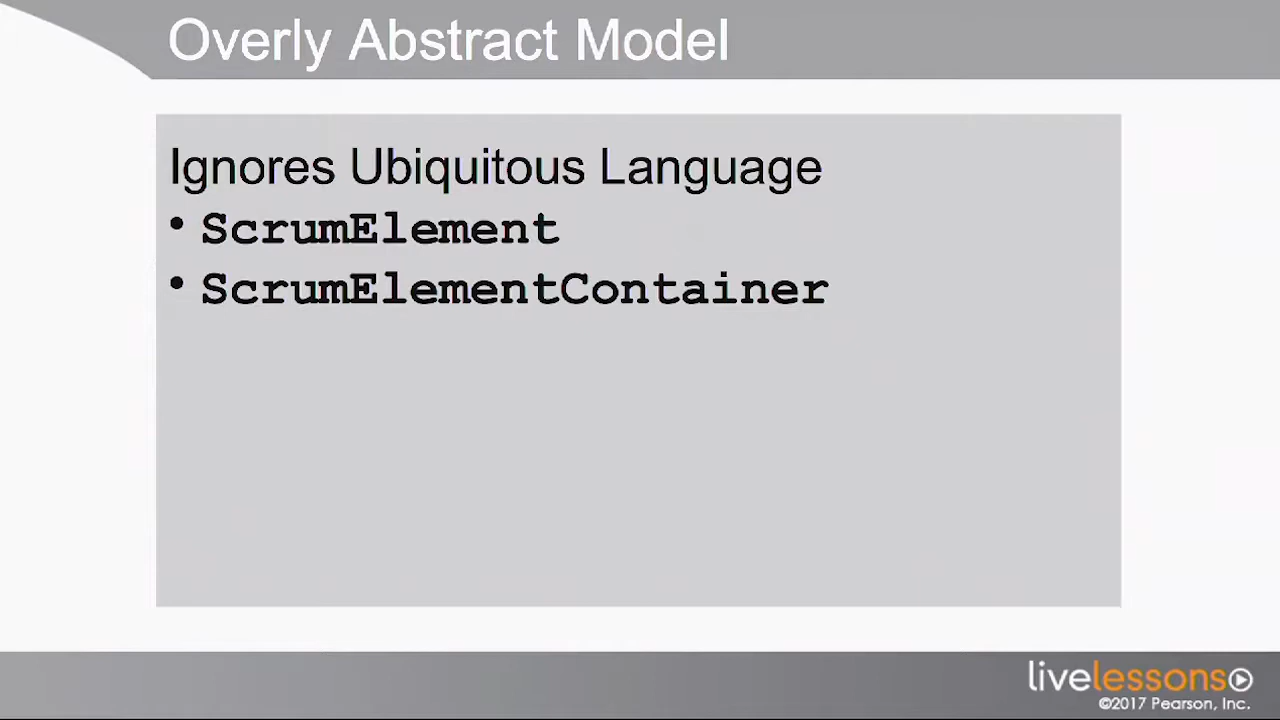 Overly Abstract Model
Ignores Ubiquitous Language
• ScrumElement
• ScrumElementContainer
livelessons
©2017 Pearson, Inc.